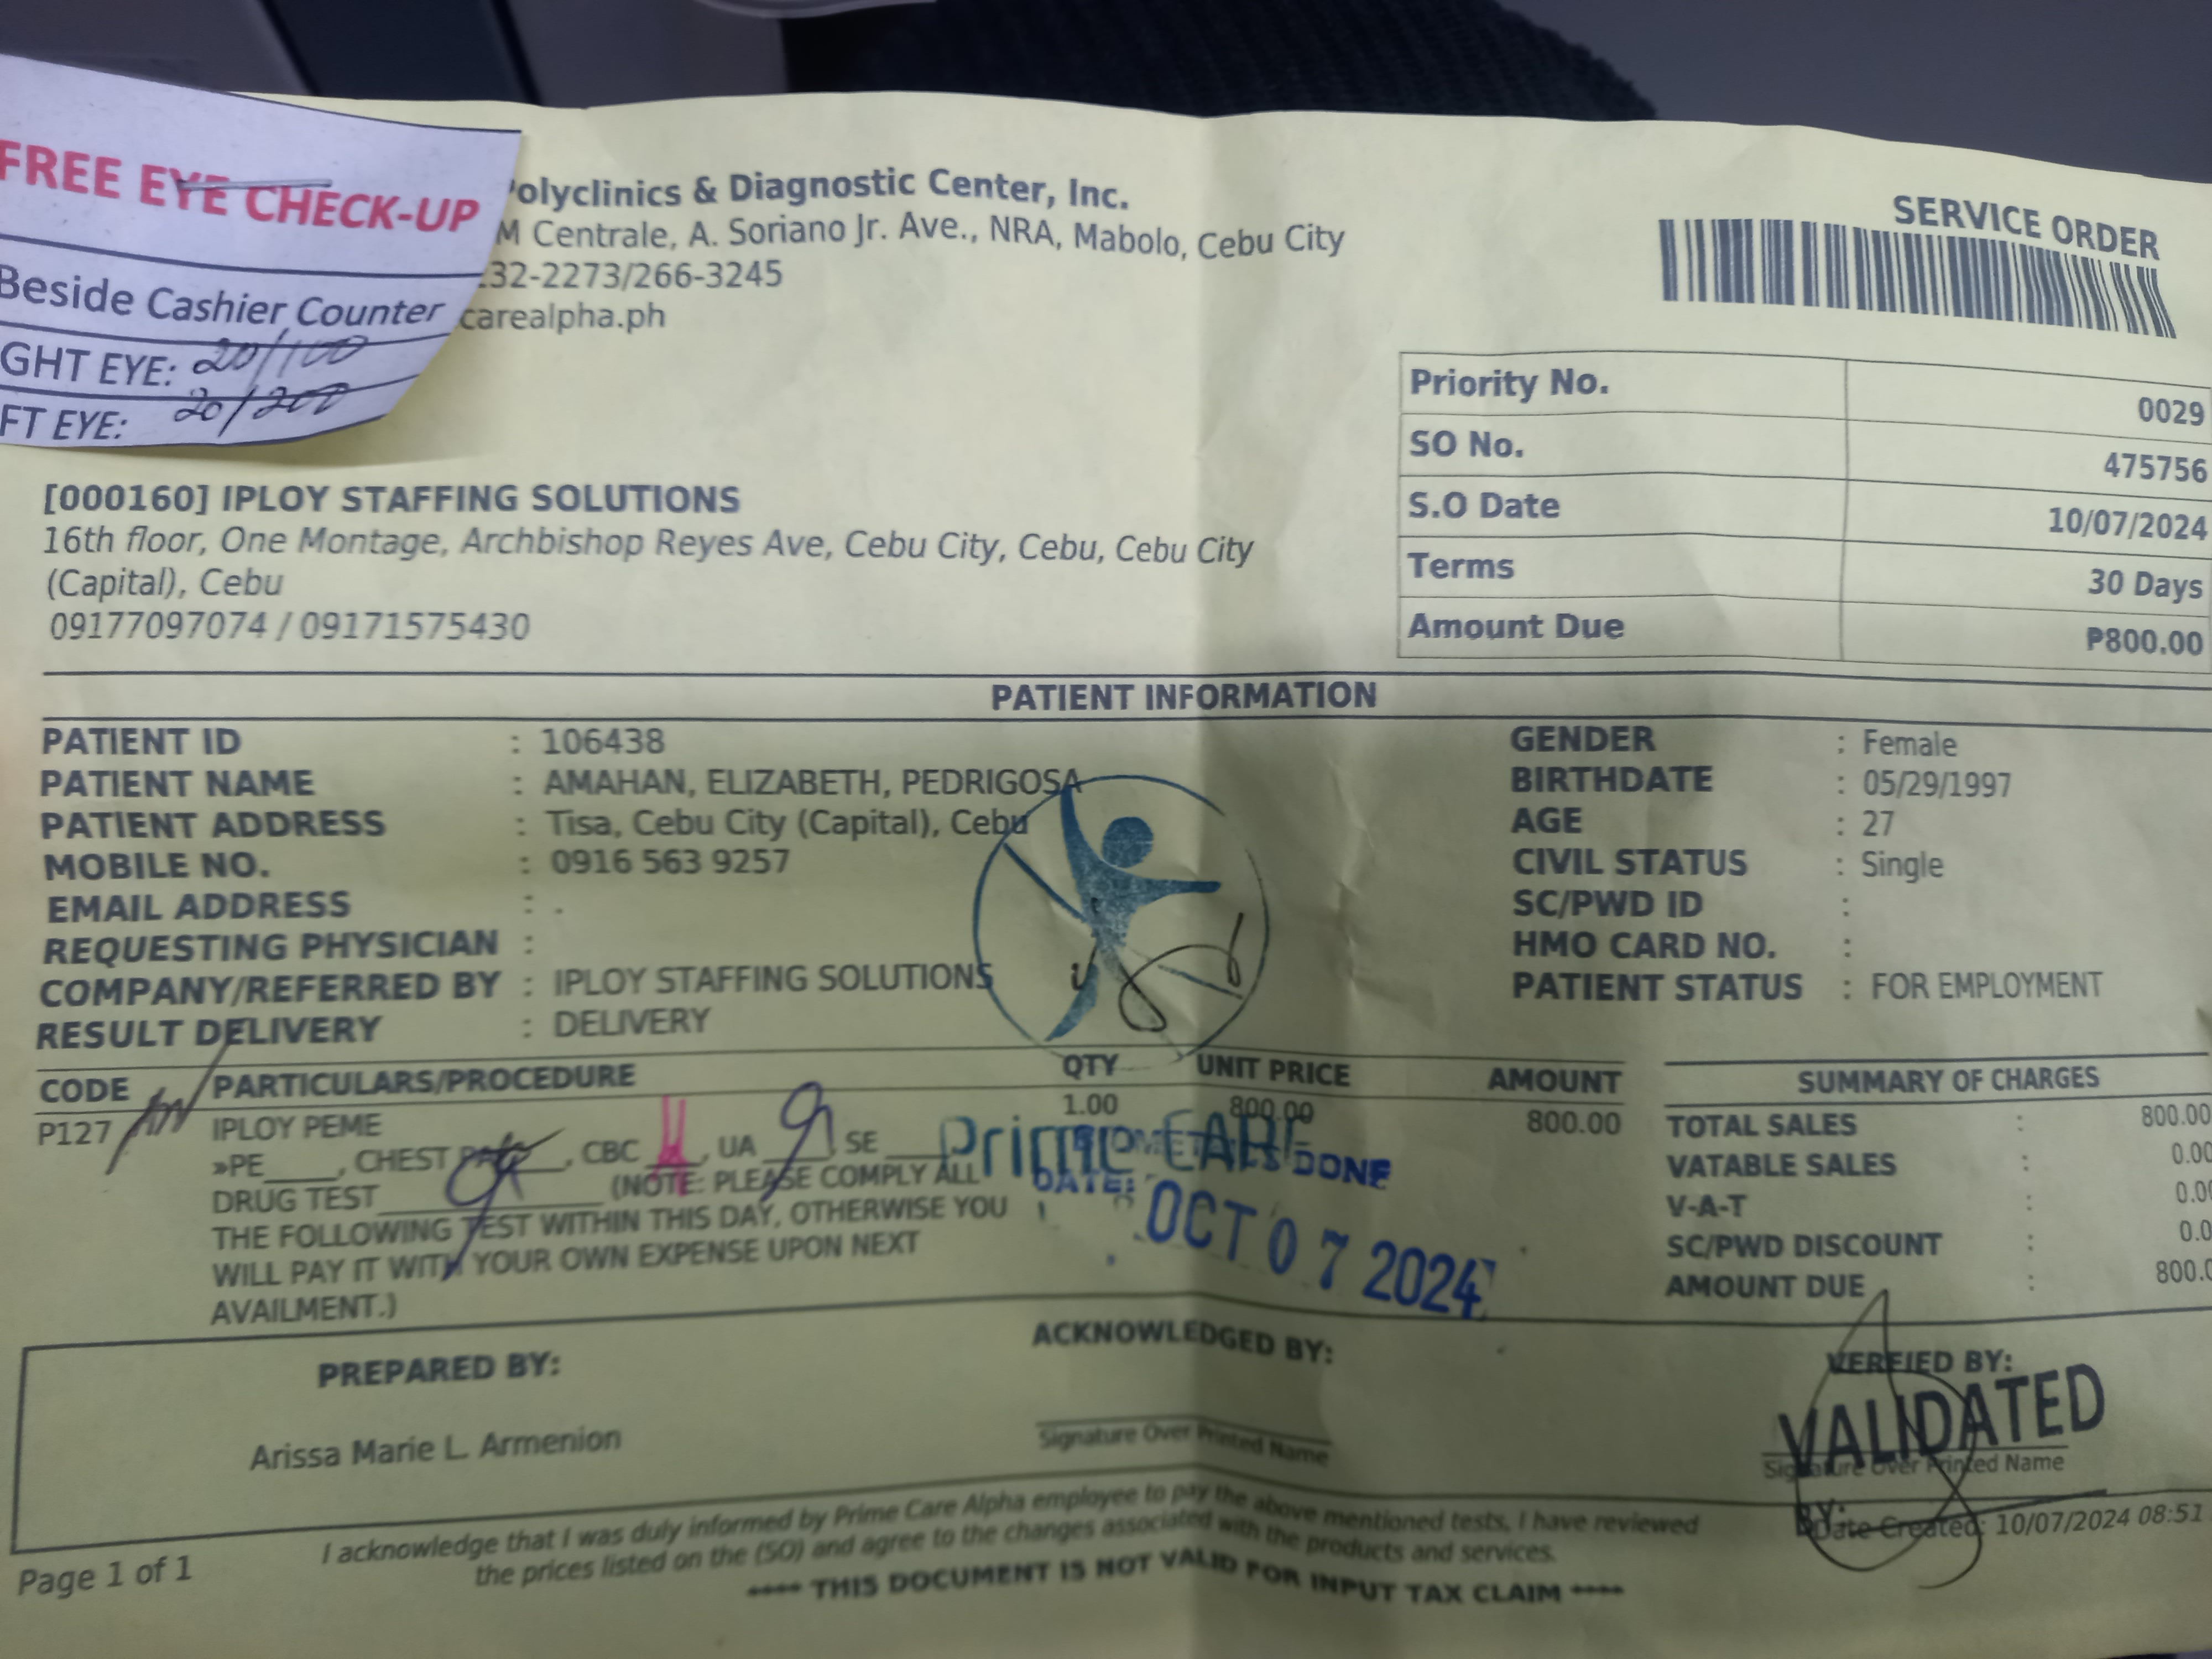 FREE EYE CHECK-UP
Beside Cashier Counter
GHT EYE: 20/100
FT EYE: 20/200
olyclinics & Diagnostic Center, Inc.
M Centrale, A. Soriano Jr. Ave., NRA, Mabolo, Cebu City
32-2273/266-3245
carealpha.ph
SERVICE ORDER
Priority No. 0029
SO No. 475756
S.O Date 10/07/2024
Terms 30 Days
Amount Due ₱800.00
[000160] IPLOY STAFFING SOLUTIONS
16th floor, One Montage, Archbishop Reyes Ave, Cebu City, Cebu, Cebu City
(Capital), Cebu
09177097074 / 09171575430
PATIENT INFORMATION
PATIENT ID : 106438
PATIENT NAME : AMAHAN, ELIZABETH, PEDRIGOSA
PATIENT ADDRESS : Tisa, Cebu City (Capital), Cebu
MOBILE NO. : 0916 563 9257
EMAIL ADDRESS : .
REQUESTING PHYSICIAN :
COMPANY/REFERRED BY : IPLOY STAFFING SOLUTIONS
RESULT DELIVERY : DELIVERY
GENDER : Female
BIRTHDATE : 05/29/1997
AGE : 27
CIVIL STATUS : Single
SC/PWD ID :
HMO CARD NO. :
PATIENT STATUS : FOR EMPLOYMENT
CODE PARTICULARS/PROCEDURE QTY UNIT PRICE AMOUNT
P127 IPLOY PEME 1.00 800.00 800.00
»PE____, CHEST ____, CBC ____, UA ____, SE ____
DRUG TEST____________ (NOTE: PLEASE COMPLY ALL
THE FOLLOWING TEST WITHIN THIS DAY, OTHERWISE YOU
WILL PAY IT WITH YOUR OWN EXPENSE UPON NEXT
AVAILMENT.)
Prime CARE
DONE
DATE:
OCT 07 2024
SUMMARY OF CHARGES
TOTAL SALES : 800.00
VATABLE SALES : 0.00
V-A-T : 0.00
SC/PWD DISCOUNT : 0.0
AMOUNT DUE : 800.0
PREPARED BY:
Arissa Marie L. Armenion
ACKNOWLEDGED BY:
Signature Over Printed Name
VEREIED BY:
VALIDATED
Signature Over Printed Name
BY:
Date Created: 10/07/2024 08:51
I acknowledge that I was duly informed by Prime Care Alpha employee to pay the above mentioned tests, I have reviewed
the prices listed on the (SO) and agree to the changes associated with the products and services.
Page 1 of 1
**** THIS DOCUMENT IS NOT VALID FOR INPUT TAX CLAIM ****